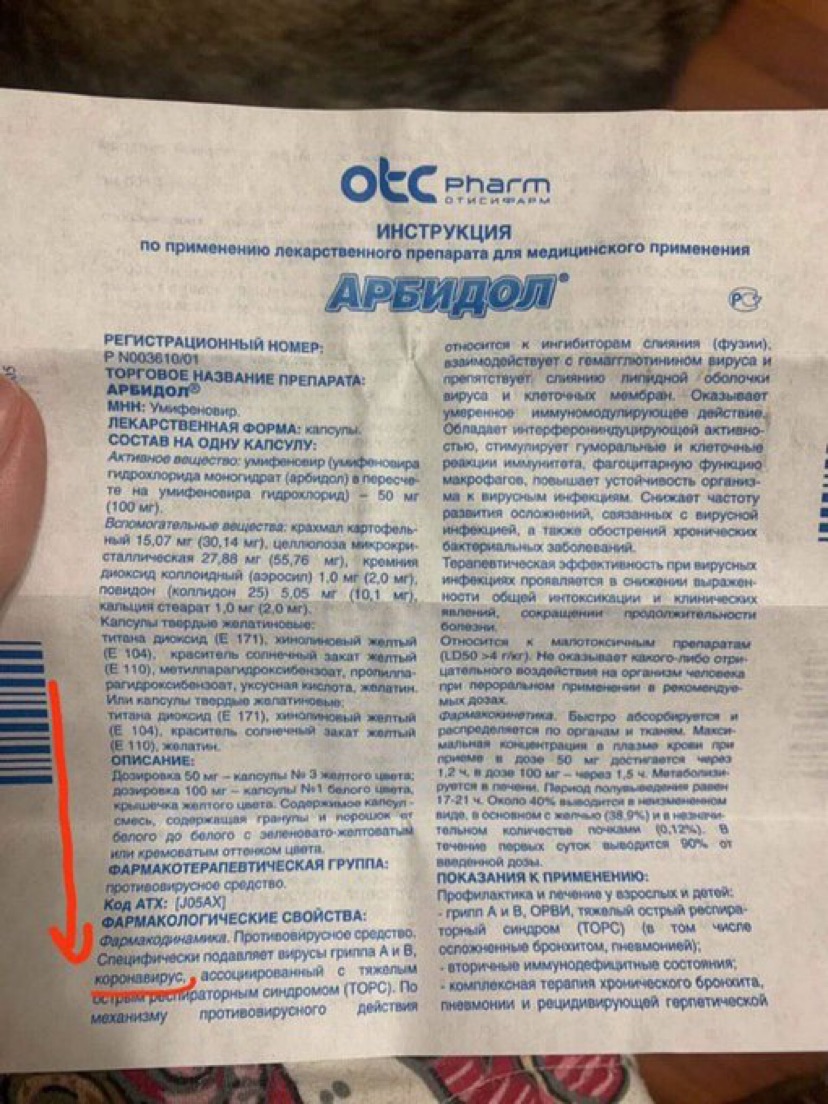 otc pharm
ОТИСИФАРМ
ИНСТРУКЦИЯ
по применению лекарственного препарата для медицинского применения
АРБИДОЛ®
РСТ
РЕГИСТРАЦИОННЫЙ НОМЕР:
Р N003610/01
ТОРГОВОЕ НАЗВАНИЕ ПРЕПАРАТА:
АРБИДОЛ®
МНН: Умифеновир.
ЛЕКАРСТВЕННАЯ ФОРМА: капсулы.
СОСТАВ НА ОДНУ КАПСУЛУ:
Активное вещество: умифеновир (умифеновира
гидрохлорида моногидрат (арбидол) в пересче-
те на умифеновира гидрохлорид) – 50 мг
(100 мг).
Вспомогательные вещества: крахмал картофель-
ный 15,07 мг (30,14 мг), целлюлоза микрокри-
сталлическая 27,88 мг (55,76 мг), кремния
диоксид коллоидный (аэросил) 1,0 мг (2,0 мг),
повидон (коллидон 25) 5,05 мг (10,1 мг),
кальция стеарат 1,0 мг (2,0 мг).
Капсулы твердые желатиновые:
титана диоксид (Е 171), хинолиновый желтый
(Е 104), краситель солнечный закат желтый
(Е 110), метилпарагидроксибензоат, пропилпа-
рагидроксибензоат, уксусная кислота, желатин.
Или капсулы твердые желатиновые:
титана диоксид (Е 171), хинолиновый желтый
(Е 104), краситель солнечный закат желтый
(Е 110), желатин.
ОПИСАНИЕ:
Дозировка 50 мг – капсулы № 3 желтого цвета;
дозировка 100 мг – капсулы №1 белого цвета,
крышечка желтого цвета. Содержимое капсул -
смесь, содержащая гранулы и порошок от
белого до белого с зеленовато-желтоватым
или кремоватым оттенком цвета.
ФАРМАКОТЕРАПЕВТИЧЕСКАЯ ГРУППА:
противовирусное средство.
Код АТХ: [J05AX]
ФАРМАКОЛОГИЧЕСКИЕ СВОЙСТВА:
Фармакодинамика. Противовирусное средство.
Специфически подавляет вирусы гриппа А и В,
коронавирус, ассоциированный с тяжелым
острым респираторным синдромом (ТОРС). По
механизму противовирусного действия
относится к ингибиторам слияния (фузии),
взаимодействует с гемагглютинином вируса и
препятствует слиянию липидной оболочки
вируса и клеточных мембран. Оказывает
умеренное иммуномодулирующее действие.
Обладает интерферониндуцирующей активно-
стью, стимулирует гуморальные и клеточные
реакции иммунитета, фагоцитарную функцию
макрофагов, повышает устойчивость организ-
ма к вирусным инфекциям. Снижает частоту
развития осложнений, связанных с вирусной
инфекцией, а также обострений хронических
бактериальных заболеваний.
Терапевтическая эффективность при вирусных
инфекциях проявляется в снижении выражен-
ности общей интоксикации и клинических
явлений, сокращении продолжительности
болезни.
Относится к малотоксичным препаратам
(LD50 >4 г/кг). Не оказывает какого-либо отри-
цательного воздействия на организм человека
при пероральном применении в рекомендуе-
мых дозах.
Фармакокинетика. Быстро абсорбируется и
распределяется по органам и тканям. Макси-
мальная концентрация в плазме крови при
приеме в дозе 50 мг достигается через
1,2 ч, в дозе 100 мг – через 1,5 ч. Метаболизи-
руется в печени. Период полувыведения равен
17-21 ч. Около 40% выводится в неизмененном
виде, в основном с желчью (38,9%) и в незначи-
тельном количестве почками (0,12%). В
течение первых суток выводится 90% от
введенной дозы.
ПОКАЗАНИЯ К ПРИМЕНЕНИЮ:
Профилактика и лечение у взрослых и детей:
- грипп А и В, ОРВИ, тяжелый острый респира-
торный синдром (ТОРС) (в том числе
осложненные бронхитом, пневмонией);
- вторичные иммунодефицитные состояния;
- комплексная терапия хронического бронхита,
пневмонии и рецидивирующей герпетической